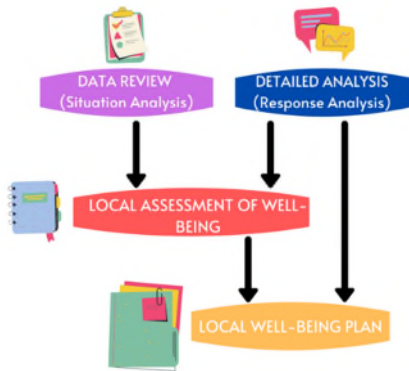 DATA REVIEW
(Situation Analysis)
DETAILED ANALYSIS
(Response Analysis)
LOCAL ASSESSMENT OF WELL-
BEING
LOCAL WELL-BEING PLAN